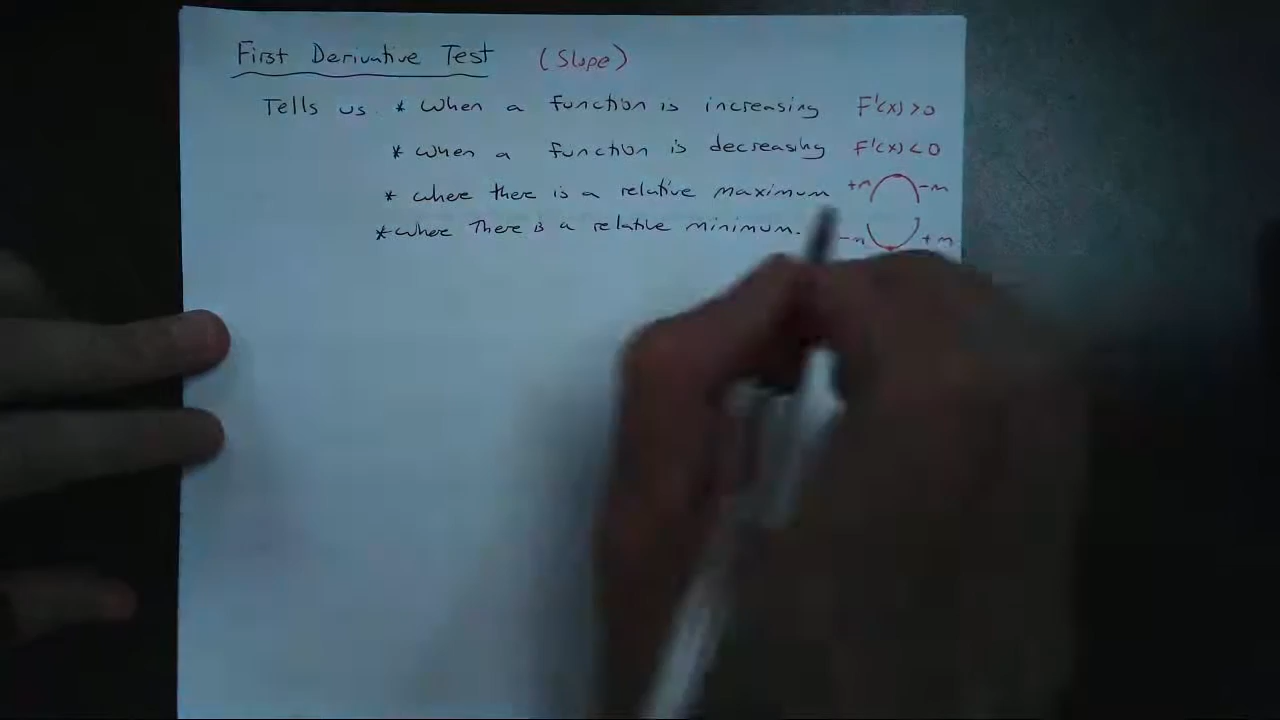 First Derivative Test (Slope)
Tells us * when a function is increasing F'(x) > 0
* when a function is decreasing F'(x) < 0
* where there is a relative maximum +m -m
* where There is a relative minimum. -m +m